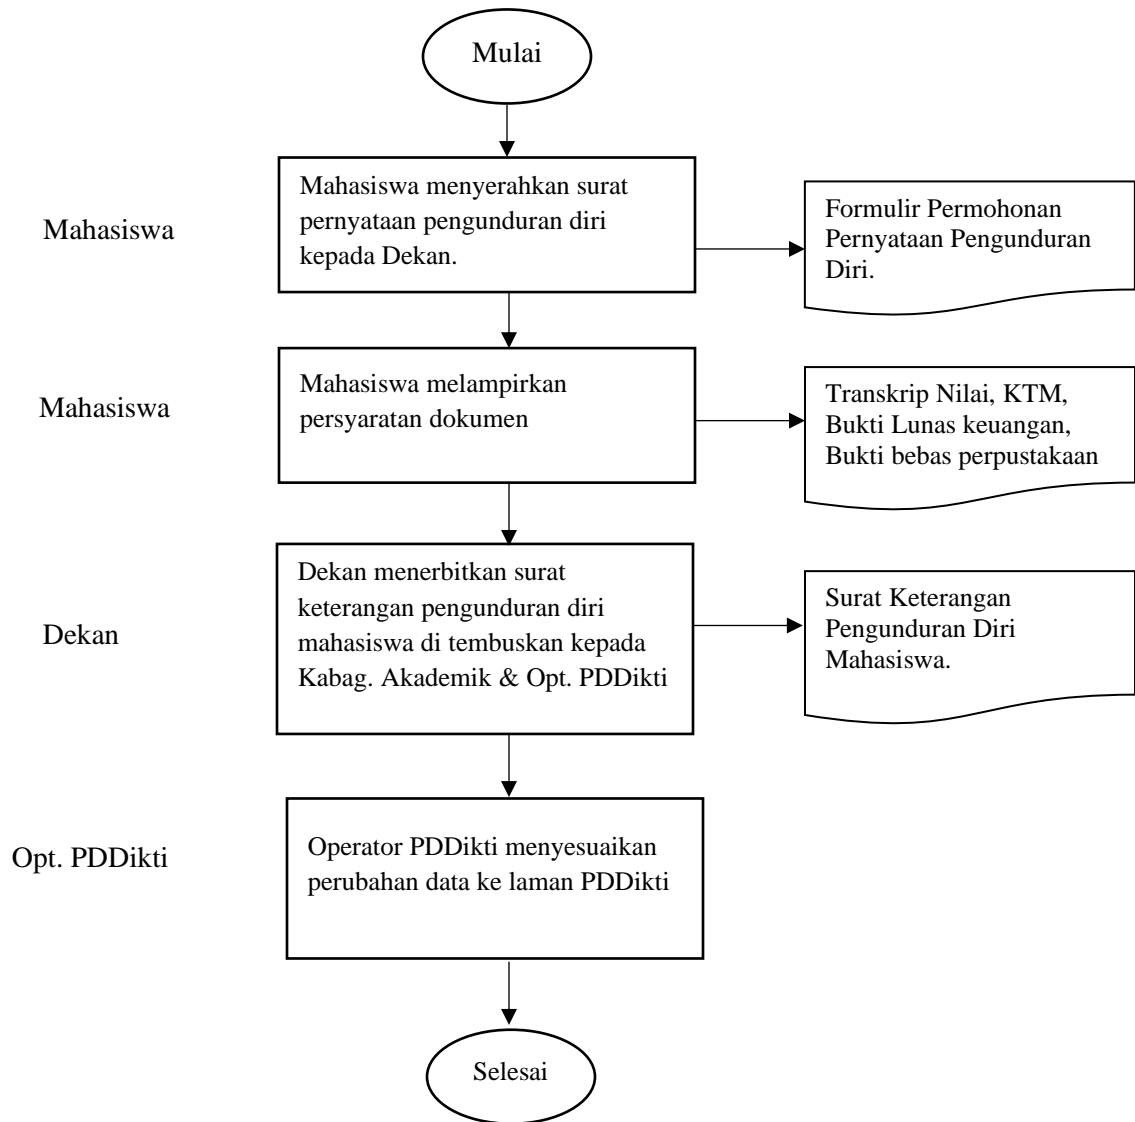 Mulai
Mahasiswa
Mahasiswa menyerahkan surat
pernyataan pengunduran diri
kepada Dekan.
Formulir Permohonan
Pernyataan Pengunduran
Diri.
Mahasiswa
Mahasiswa melampirkan
persyaratan dokumen
Transkrip Nilai, KTM,
Bukti Lunas keuangan,
Bukti bebas perpustakaan
Dekan
Dekan menerbitkan surat
keterangan pengunduran diri
mahasiswa di tembuskan kepada
Kabag. Akademik & Opt. PDDikti
Surat Keterangan
Pengunduran Diri
Mahasiswa.
Opt. PDDikti
Operator PDDikti menyesuaikan
perubahan data ke laman PDDikti
Selesai